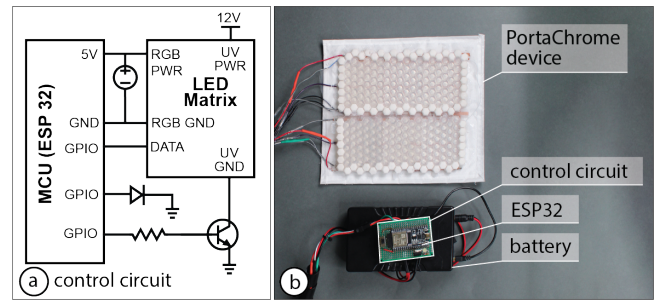 12V
5V
RGB
PWR
UV
PWR
LED
Matrix
MCU (ESP 32)
GND
RGB GND
GPIO
DATA
UV
GND
GPIO
GPIO
a control circuit
PortaChrome
device
control circuit
ESP32
battery
b